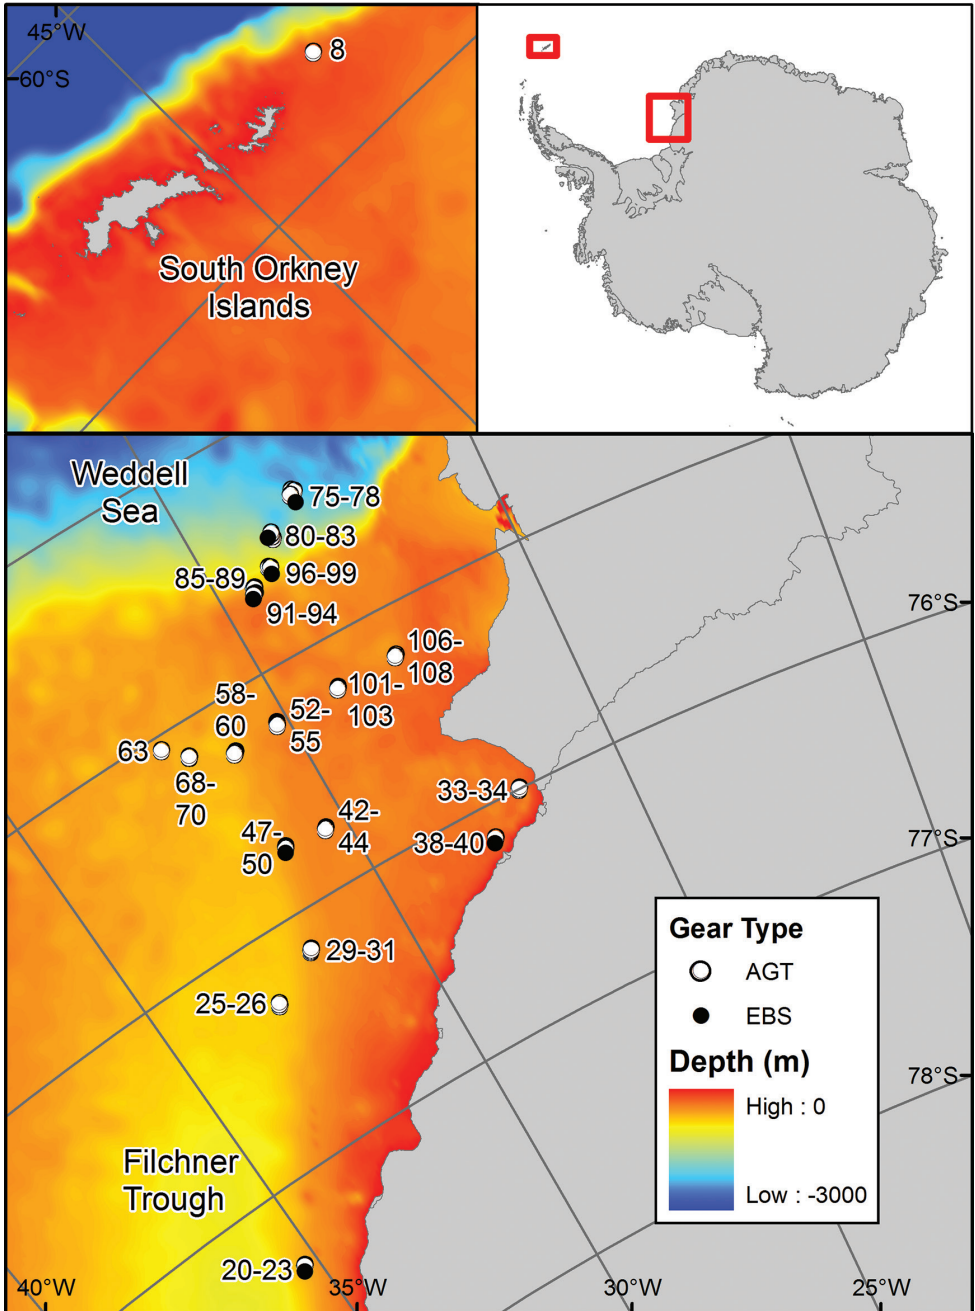 45°W
60°S
8
South Orkney
Islands
Weddell
Sea
75-78
80-83
96-99
85-89
91-94
106-
108
101-
103
58-
60
52-
55
63
68-
70
33-34
42-
44
47-
50
38-40
29-31
25-26
Filchner
Trough
20-23
76°S
77°S
78°S
Gear Type
AGT
EBS
Depth (m)
High : 0
Low : -3000
40°W
35°W
30°W
25°W